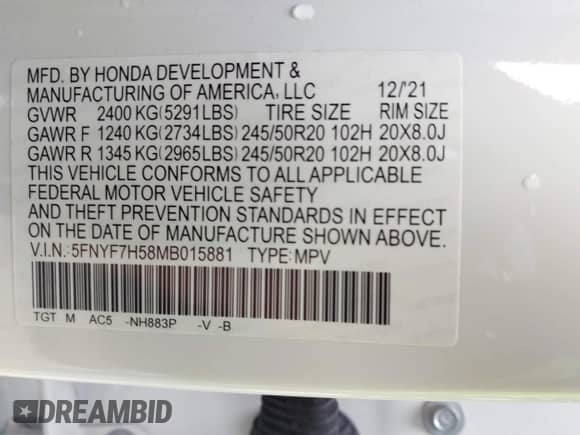 MFD. BY HONDA DEVELOPMENT &
MANUFACTURING OF AMERICA, LLC 12/'21
GVWR 2400 KG(5291LBS) TIRE SIZE RIM SIZE
GAWR F 1240 KG(2734LBS)245/50R20 102H 20X8.0J
GAWR R 1345 KG(2965LBS)245/50R20 102H 20X8.0J
THIS VEHICLE CONFORMS TO ALL APPLICABLE
FEDERAL MOTOR VEHICLE SAFETY
AND THEFT PREVENTION STANDARDS IN EFFECT
ON THE DATE OF MANUFACTURE SHOWN ABOVE.
V.I.N.:5FNYF7H58MB015881 TYPE:MPV
TGT M AC5 -NH883P -V -B
DREAMBID